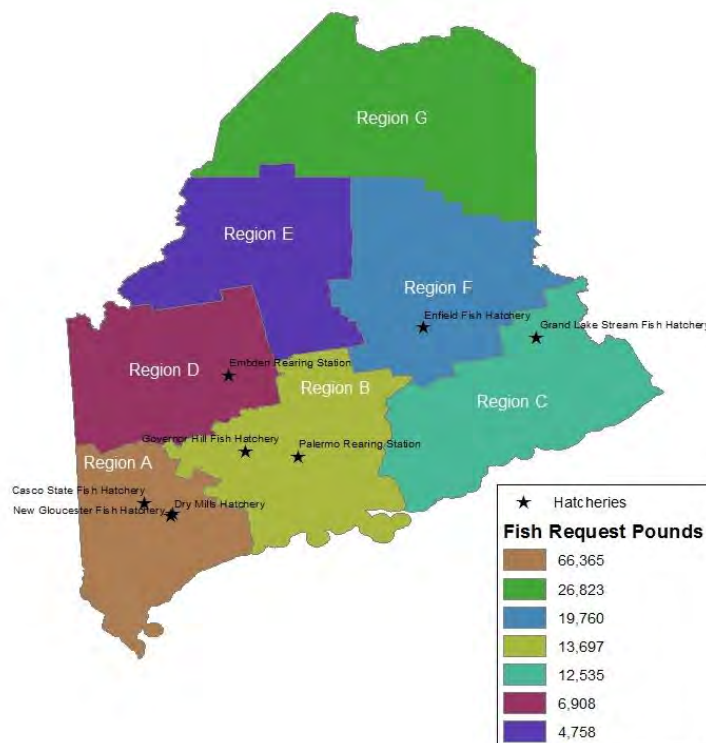 Region G
Region E
Region F
Enfield Fish Hatchery
Grand Lake Stream Fish Hatchery
Region D
Embden Rearing Station
Region B
Region C
Governor Hill Fish Hatchery
Palermo Rearing Station
Region A
Casco State Fish Hatchery
Dry Mills Hatchery
New Gloucester Fish Hatchery
Hatcheries
Fish Request Pounds
66,365
26,823
19,760
13,697
12,535
6,908
4,758